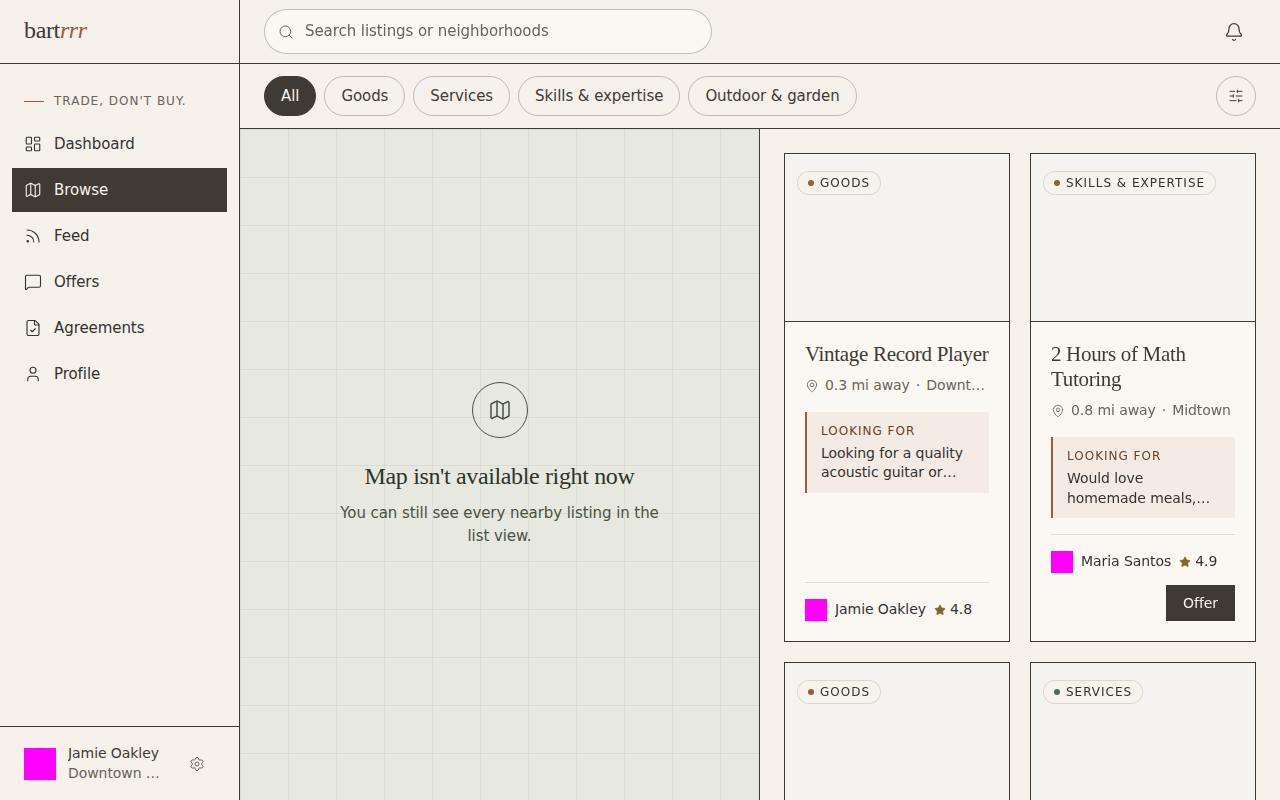 bartrrr
Search listings or neighborhoods
TRADE, DON'T BUY.
Dashboard
Browse
Feed
Offers
Agreements
Profile
Jamie Oakley
Downtown ...
All
Goods
Services
Skills & expertise
Outdoor & garden
Map isn't available right now
You can still see every nearby listing in the
list view.
GOODS
Vintage Record Player
0.3 mi away · Downt...
LOOKING FOR
Looking for a quality
acoustic guitar or...
Jamie Oakley 4.8
SKILLS & EXPERTISE
2 Hours of Math
Tutoring
0.8 mi away · Midtown
LOOKING FOR
Would love
homemade meals,...
Maria Santos 4.9
Offer
GOODS
SERVICES